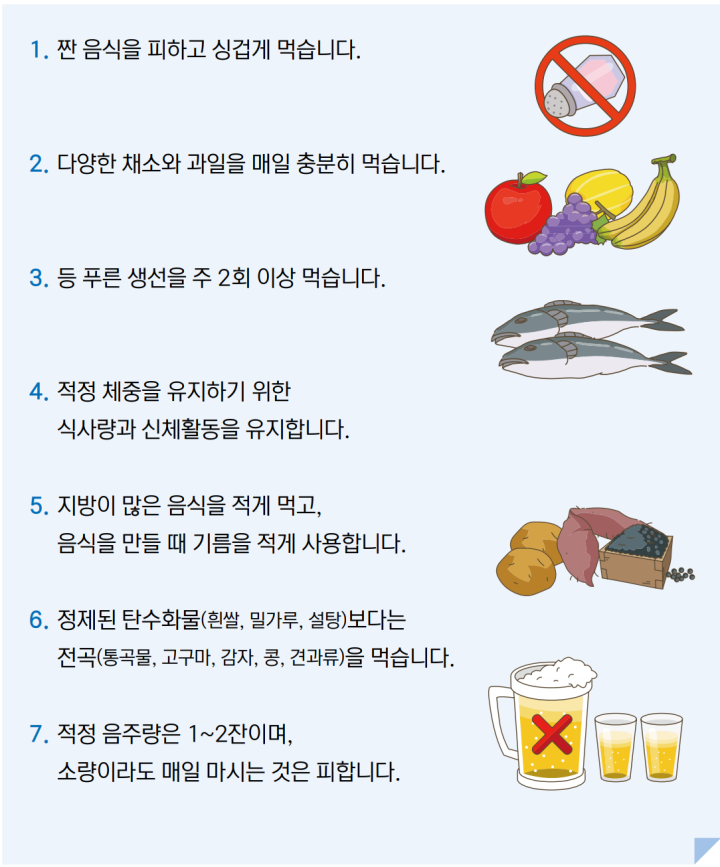 1. 짠 음식을 피하고 싱겁게 먹습니다.
2. 다양한 채소와 과일을 매일 충분히 먹습니다.
3. 등 푸른 생선을 주 2회 이상 먹습니다.
4. 적정 체중을 유지하기 위한
식사량과 신체활동을 유지합니다.
5. 지방이 많은 음식을 적게 먹고,
음식을 만들 때 기름을 적게 사용합니다.
6. 정제된 탄수화물(흰쌀, 밀가루, 설탕)보다는
전곡(통곡물, 고구마, 감자, 콩, 견과류)을 먹습니다.
7. 적정 음주량은 1~2잔이며,
소량이라도 매일 마시는 것은 피합니다.